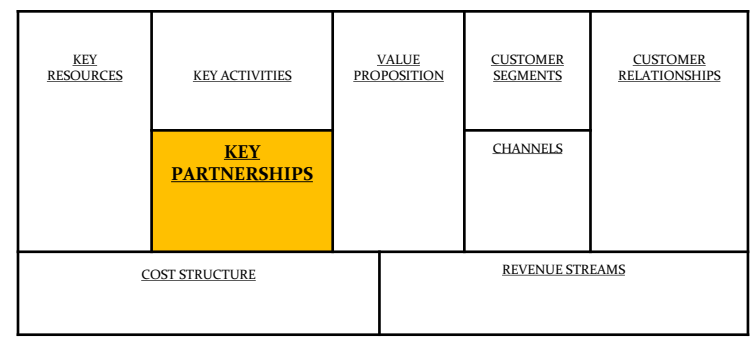 KEY
RESOURCES
KEY ACTIVITIES
VALUE
PROPOSITION
CUSTOMER
SEGMENTS
CUSTOMER
RELATIONSHIPS
KEY
PARTNERSHIPS
CHANNELS
COST STRUCTURE
REVENUE STREAMS